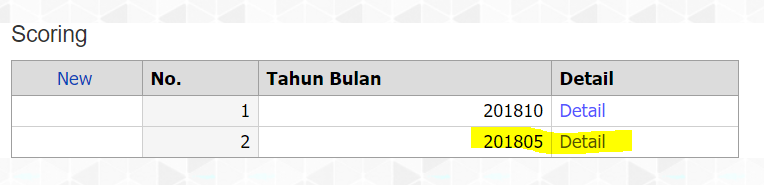 Scoring
New No. Tahun Bulan Detail
1 201810 Detail
2 201805 Detail